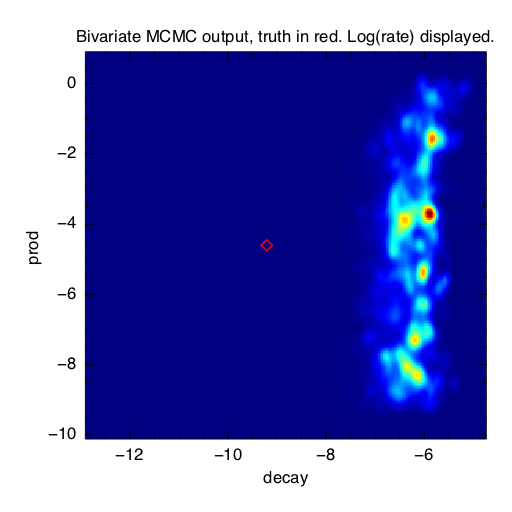 Bivariate MCMC output, truth in red. Log(rate) displayed.
0
−2
−4
−6
−8
−10
prod
−12 −10 −8 −6
decay